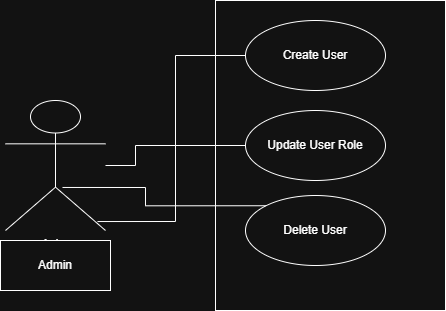 Create User
Update User Role
Delete User
Admin